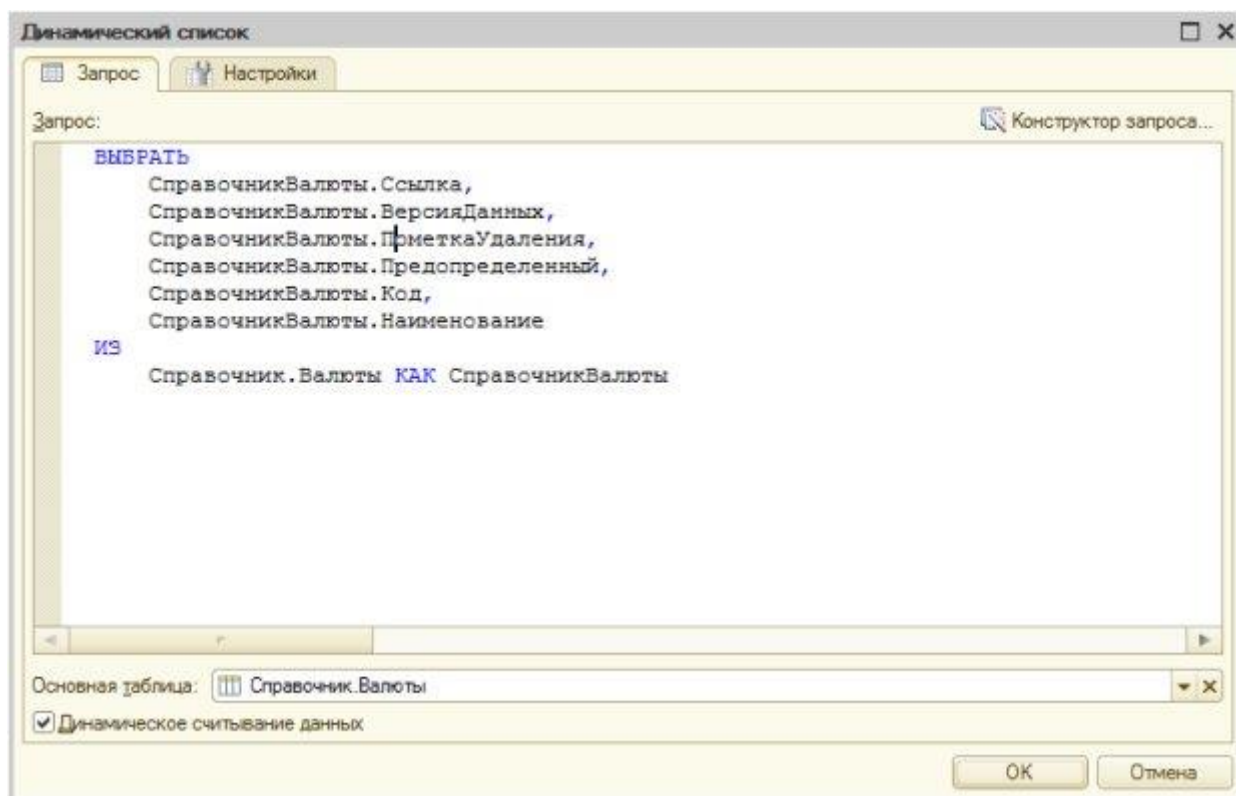 Динамический список
Запрос
Настройки
Запрос:
Конструктор запроса...
ВЫБРАТЬ
СправочникВалюты.Ссылка,
СправочникВалюты.ВерсияДанных,
СправочникВалюты.ПометкаУдаления,
СправочникВалюты.Предопределенный,
СправочникВалюты.Код,
СправочникВалюты.Наименование
ИЗ
Справочник.Валюты КАК СправочникВалюты
Основная таблица: Справочник.Валюты
Динамическое считывание данных
ОК
Отмена